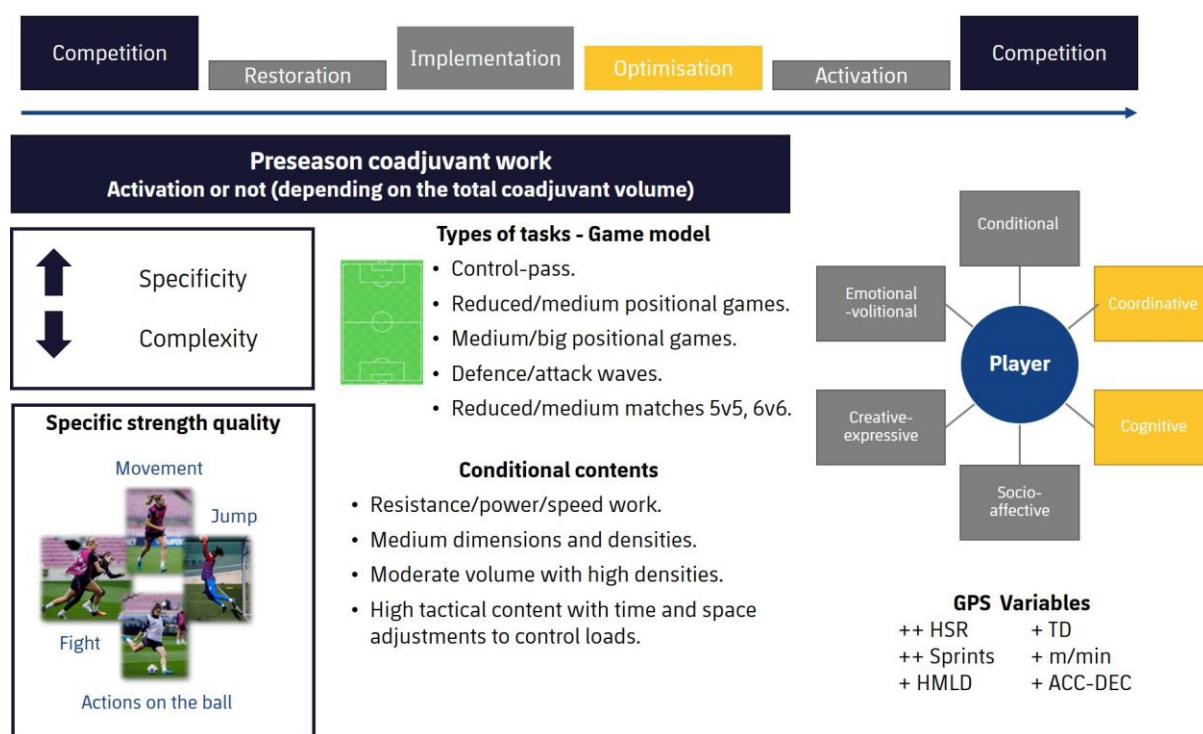 Competition
Restoration
Implementation
Optimisation
Activation
Competition
Preseason coadjuvant work
Activation or not (depending on the total coadjuvant volume)
Specificity
Complexity
Specific strength quality
Movement
Jump
Fight
Actions on the ball
Types of tasks - Game model
• Control-pass.
• Reduced/medium positional games.
• Medium/big positional games.
• Defence/attack waves.
• Reduced/medium matches 5v5, 6v6.
Conditional contents
• Resistance/power/speed work.
• Medium dimensions and densities.
• Moderate volume with high densities.
• High tactical content with time and space
adjustments to control loads.
Conditional
Emotional
-volitional
Coordinative
Player
Creative-
expressive
Cognitive
Socio-
affective
GPS Variables
++ HSR + TD
++ Sprints + m/min
+ HMLD + ACC-DEC